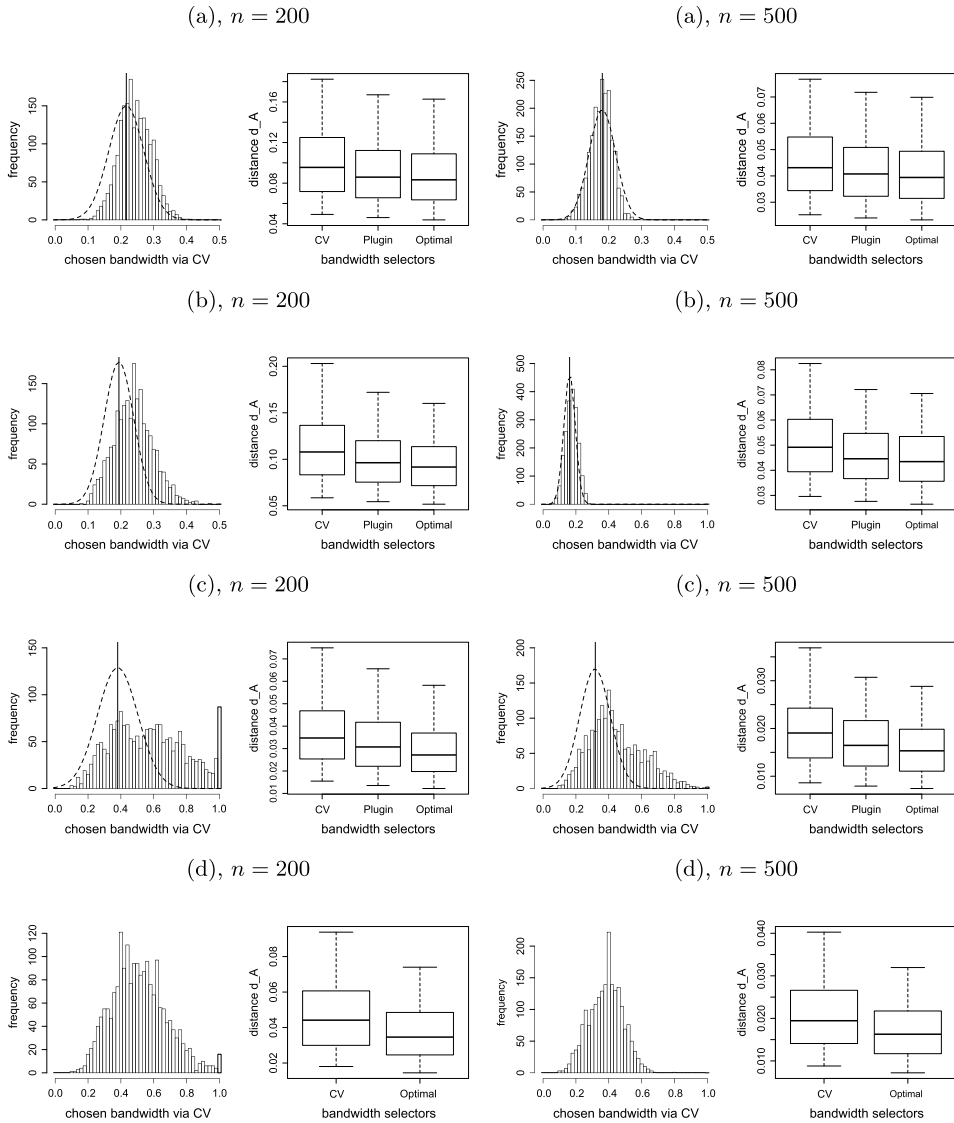 (a), n = 200
(a), n = 500
frequency
0 50 100 150
0.0 0.1 0.2 0.3 0.4 0.5
chosen bandwidth via CV
distance d_A
0.04 0.08 0.12 0.16
CV Plugin Optimal
bandwidth selectors
frequency
0 50 100 150 200 250
0.0 0.1 0.2 0.3 0.4 0.5
chosen bandwidth via CV
distance d_A
0.03 0.04 0.05 0.06 0.07
CV Plugin Optimal
bandwidth selectors
(b), n = 200
(b), n = 500
frequency
0 50 100 150
0.0 0.1 0.2 0.3 0.4 0.5
chosen bandwidth via CV
distance d_A
0.05 0.10 0.15 0.20
CV Plugin Optimal
bandwidth selectors
frequency
0 100 200 300 400 500
0.0 0.2 0.4 0.6 0.8 1.0
chosen bandwidth via CV
distance d_A
0.03 0.04 0.05 0.06 0.07 0.08
CV Plugin Optimal
bandwidth selectors
(c), n = 200
(c), n = 500
frequency
0 50 100 150
0.0 0.2 0.4 0.6 0.8 1.0
chosen bandwidth via CV
distance d_A
0.01 0.02 0.03 0.04 0.05 0.06 0.07
CV Plugin Optimal
bandwidth selectors
frequency
0 50 100 150 200
0.0 0.2 0.4 0.6 0.8 1.0
chosen bandwidth via CV
distance d_A
0.010 0.020 0.030
CV Plugin Optimal
bandwidth selectors
(d), n = 200
(d), n = 500
frequency
0 20 40 60 80 100 120
0.0 0.2 0.4 0.6 0.8 1.0
chosen bandwidth via CV
distance d_A
0.02 0.04 0.06 0.08
CV Optimal
bandwidth selectors
frequency
0 50 100 150 200
0.0 0.2 0.4 0.6 0.8 1.0
chosen bandwidth via CV
distance d_A
0.010 0.020 0.030 0.040
CV Optimal
bandwidth selectors